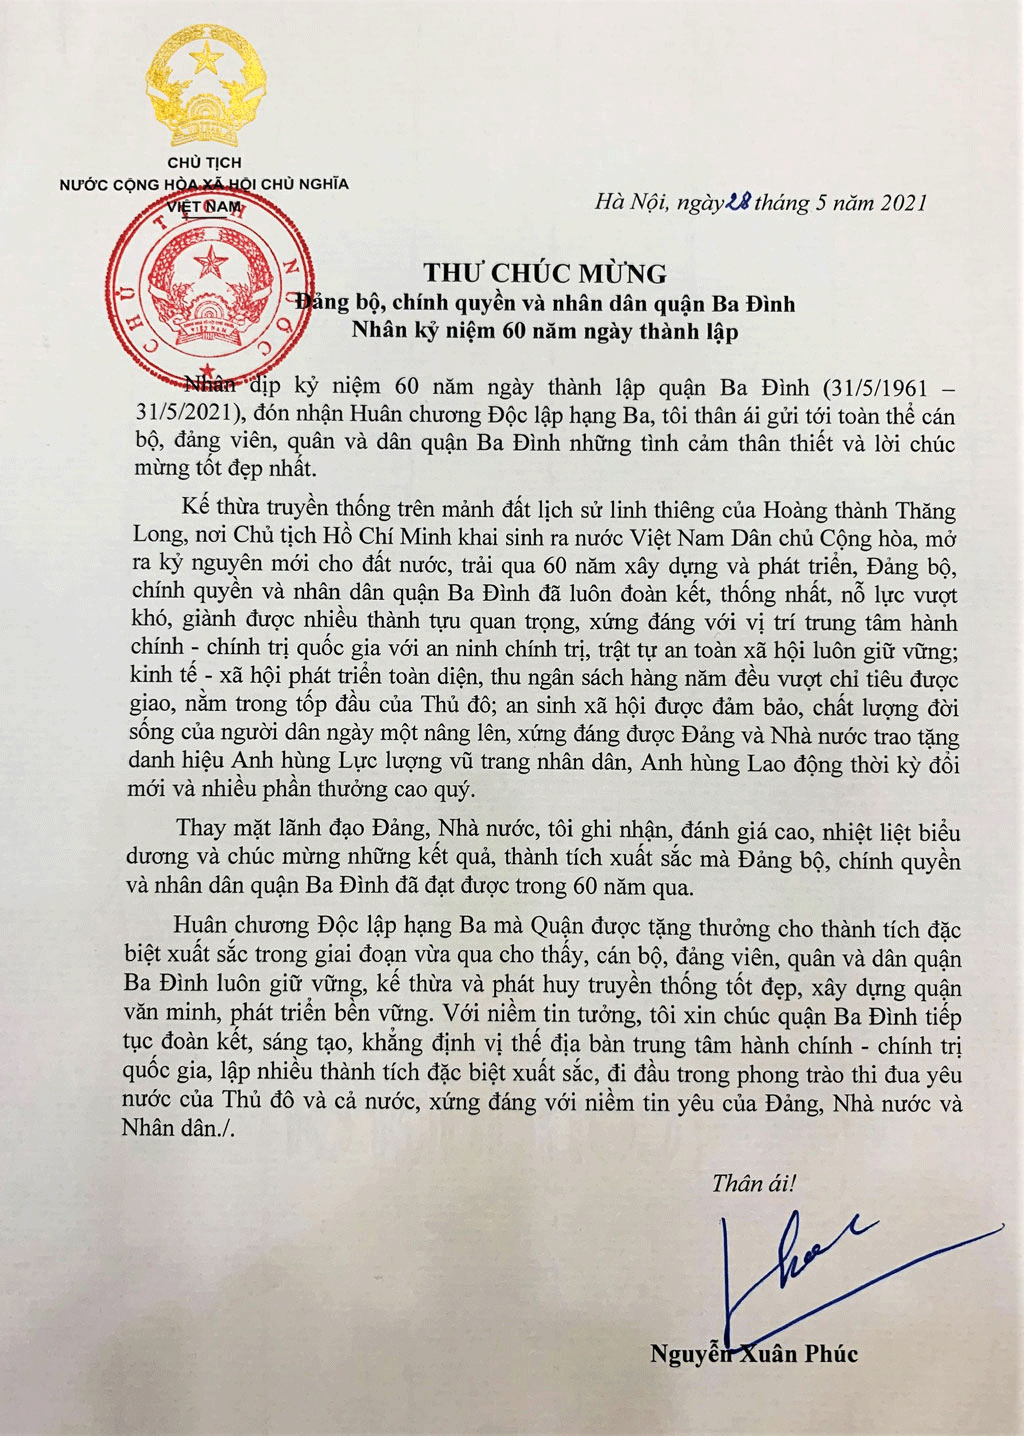 CHỦ TỊCH
NƯỚC CỘNG HÒA XÃ HỘI CHỦ NGHĨA
VIỆT NAM
CHỦ TỊCH NƯỚC
VIỆT NAM
Hà Nội, ngày 28 tháng 5 năm 2021
THƯ CHÚC MỪNG
Đảng bộ, chính quyền và nhân dân quận Ba Đình
Nhân kỷ niệm 60 năm ngày thành lập
Nhân dịp kỷ niệm 60 năm ngày thành lập quận Ba Đình (31/5/1961 –
31/5/2021), đón nhận Huân chương Độc lập hạng Ba, tôi thân ái gửi tới toàn thể cán
bộ, đảng viên, quân và dân quận Ba Đình những tình cảm thân thiết và lời chúc
mừng tốt đẹp nhất.
Kế thừa truyền thống trên mảnh đất lịch sử linh thiêng của Hoàng thành Thăng
Long, nơi Chủ tịch Hồ Chí Minh khai sinh ra nước Việt Nam Dân chủ Cộng hòa, mở
ra kỷ nguyên mới cho đất nước, trải qua 60 năm xây dựng và phát triển, Đảng bộ,
chính quyền và nhân dân quận Ba Đình đã luôn đoàn kết, thống nhất, nỗ lực vượt
khó, giành được nhiều thành tựu quan trọng, xứng đáng với vị trí trung tâm hành
chính - chính trị quốc gia với an ninh chính trị, trật tự an toàn xã hội luôn giữ vững;
kinh tế - xã hội phát triển toàn diện, thu ngân sách hàng năm đều vượt chỉ tiêu được
giao, nằm trong tốp đầu của Thủ đô; an sinh xã hội được đảm bảo, chất lượng đời
sống của người dân ngày một nâng lên, xứng đáng được Đảng và Nhà nước trao tặng
danh hiệu Anh hùng Lực lượng vũ trang nhân dân, Anh hùng Lao động thời kỳ đổi
mới và nhiều phần thưởng cao quý.
Thay mặt lãnh đạo Đảng, Nhà nước, tôi ghi nhận, đánh giá cao, nhiệt liệt biểu
dương và chúc mừng những kết quả, thành tích xuất sắc mà Đảng bộ, chính quyền
và nhân dân quận Ba Đình đã đạt được trong 60 năm qua.
Huân chương Độc lập hạng Ba mà Quận được tặng thưởng cho thành tích đặc
biệt xuất sắc trong giai đoạn vừa qua cho thấy, cán bộ, đảng viên, quân và dân quận
Ba Đình luôn giữ vững, kế thừa và phát huy truyền thống tốt đẹp, xây dựng quận
văn minh, phát triển bền vững. Với niềm tin tưởng, tôi xin chúc quận Ba Đình tiếp
tục đoàn kết, sáng tạo, khẳng định vị thế địa bàn trung tâm hành chính - chính trị
quốc gia, lập nhiều thành tích đặc biệt xuất sắc, đi đầu trong phong trào thi đua yêu
nước của Thủ đô và cả nước, xứng đáng với niềm tin yêu của Đảng, Nhà nước và
Nhân dân./.
Thân ái!
Nguyễn Xuân Phúc